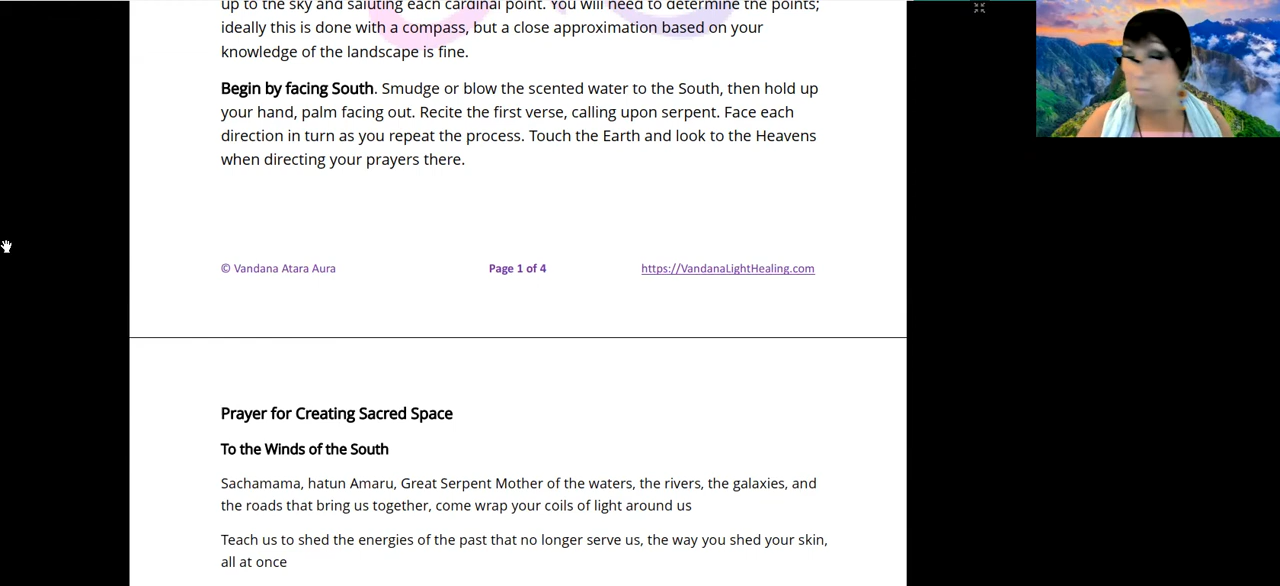 up to the sky and saluting each cardinal point. You will need to determine the points;
ideally this is done with a compass, but a close approximation based on your
knowledge of the landscape is fine.
Begin by facing South. Smudge or blow the scented water to the South, then hold up
your hand, palm facing out. Recite the first verse, calling upon serpent. Face each
direction in turn as you repeat the process. Touch the Earth and look to the Heavens
when directing your prayers there.
© Vandana Atara Aura
Page 1 of 4
https://VandanaLightHealing.com
Prayer for Creating Sacred Space
To the Winds of the South
Sachamama, hatun Amaru, Great Serpent Mother of the waters, the rivers, the galaxies, and
the roads that bring us together, come wrap your coils of light around us
Teach us to shed the energies of the past that no longer serve us, the way you shed your skin,
all at once